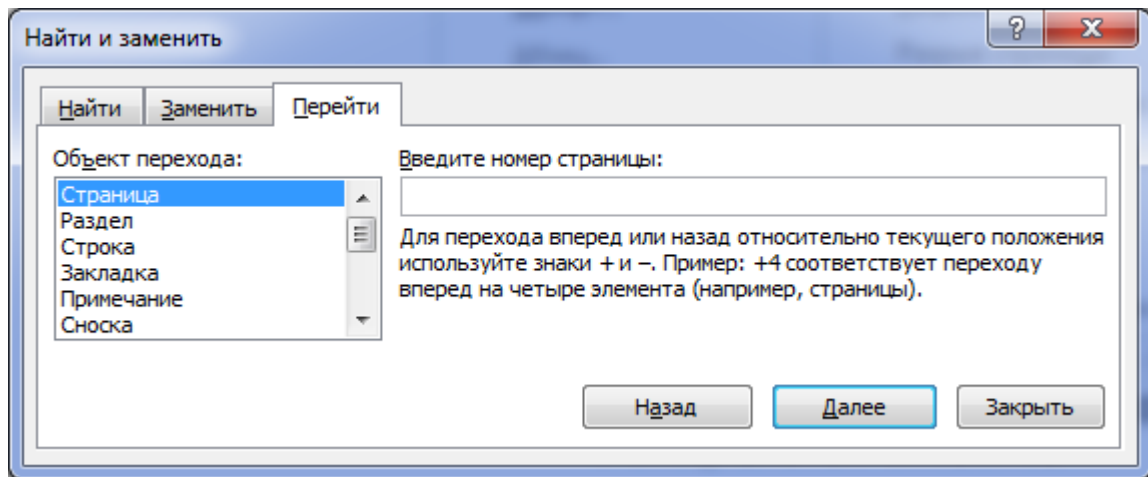 Найти и заменить
Найти
Заменить
Перейти
Объект перехода:
Страница
Раздел
Строка
Закладка
Примечание
Сноска
Введите номер страницы:
Для перехода вперед или назад относительно текущего положения
используйте знаки + и –. Пример: +4 соответствует переходу
вперед на четыре элемента (например, страницы).
Назад
Далее
Закрыть